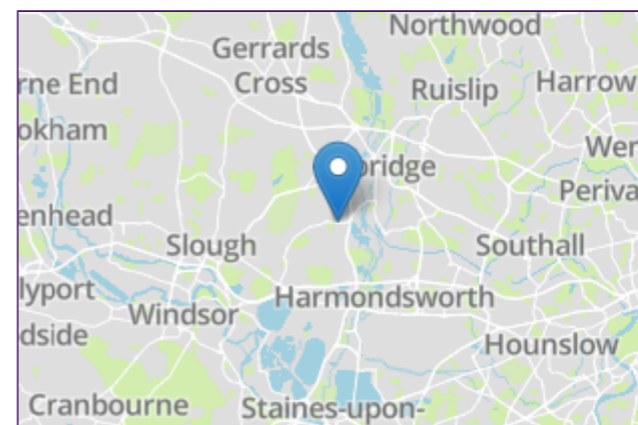 Northwood
Gerrards
Cross
rne End
Ruislip
Harrow
okham
Wer
bridge
Periva
enhead
Slough
Southall
lyport
Harmondsworth
Windsor
dside
Hounslow
Cranbourne
Staines-upon-